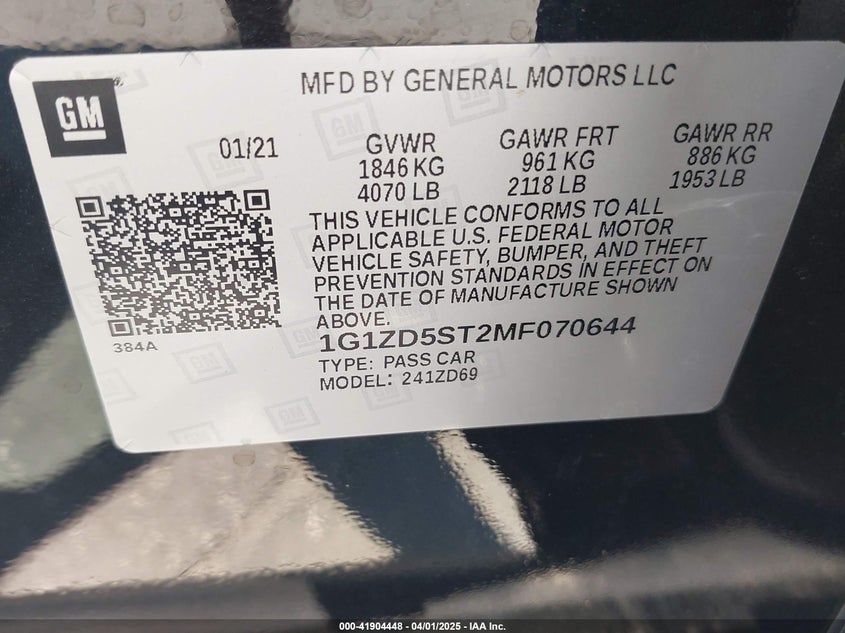 MFD BY GENERAL MOTORS LLC
GM
01/21
GVWR GAWR FRT GAWR RR
1846 KG 961 KG 886 KG
4070 LB 2118 LB 1953 LB
THIS VEHICLE CONFORMS TO ALL
APPLICABLE U.S. FEDERAL MOTOR
VEHICLE SAFETY, BUMPER, AND THEFT
PREVENTION STANDARDS IN EFFECT ON
THE DATE OF MANUFACTURE SHOWN
ABOVE.
384A
1G1ZD5ST2MF070644
TYPE: PASS CAR
MODEL: 241ZD69
000-41904448 - 04/01/2025 - IAA Inc.